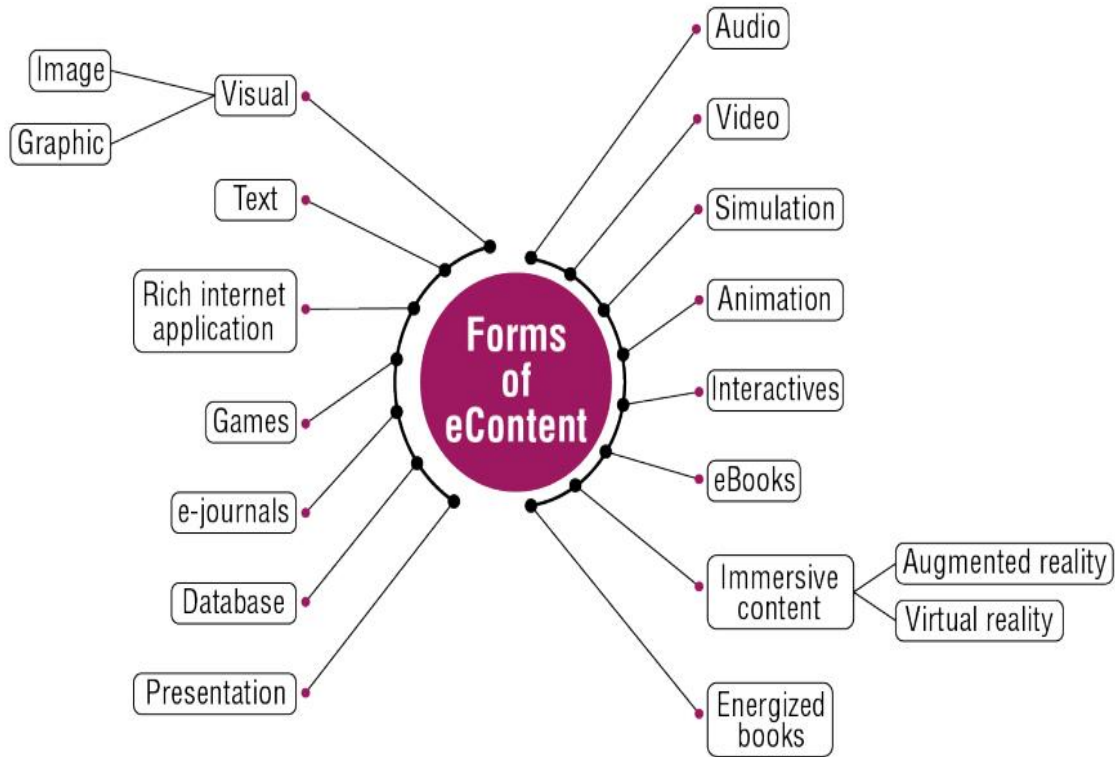 Forms
of
eContent
Image
Graphic
Visual
Text
Rich internet
application
Games
e-journals
Database
Presentation
Audio
Video
Simulation
Animation
Interactives
eBooks
Immersive
content
Augmented reality
Virtual reality
Energized
books